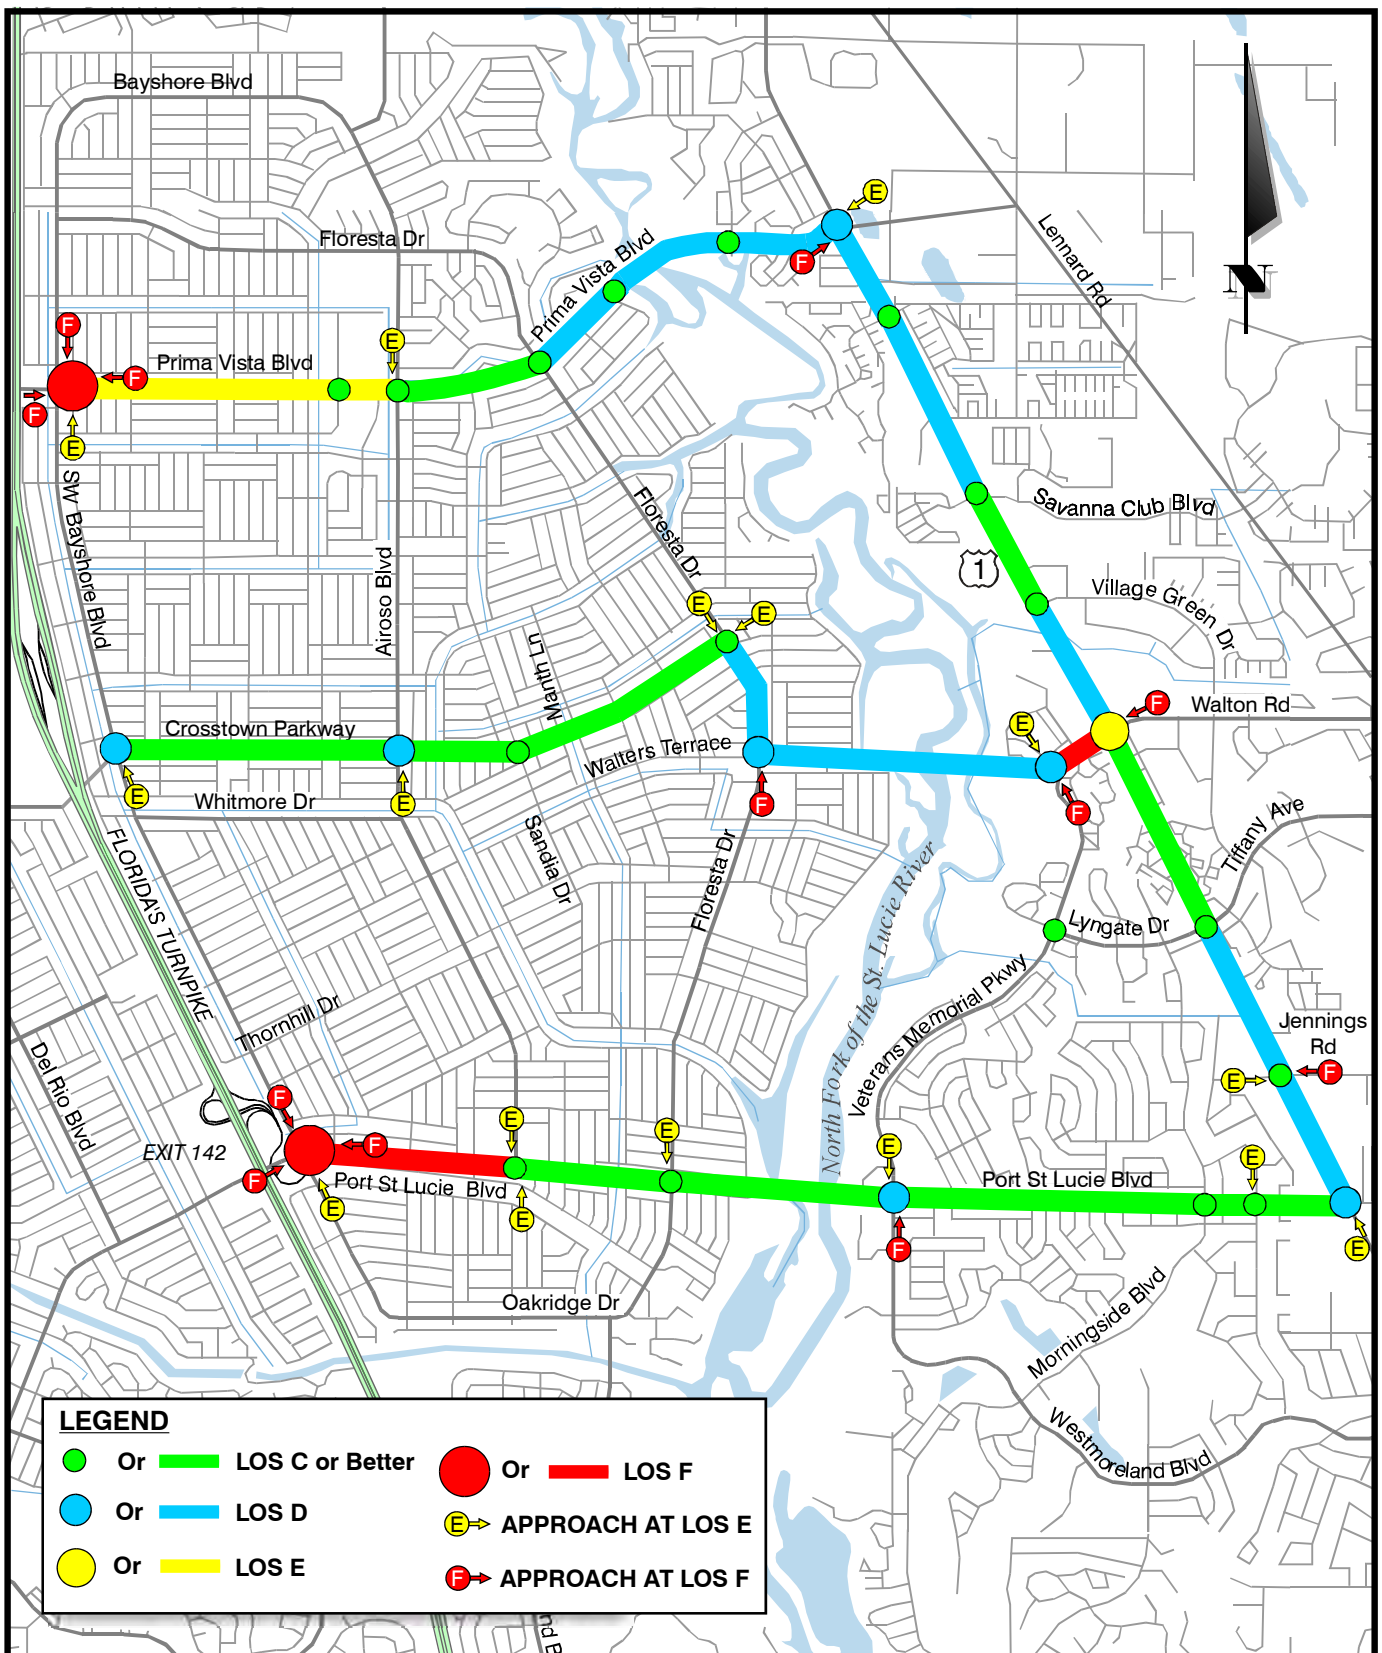 Bayshore Blvd
Floresta Dr
Prima Vista Blvd
E
F
Lennard Rd
N
F
E
Prima Vista Blvd
F
F
E
SW Bayshore Blvd
Airoso Blvd
Floresta Dr
Savanna Club Blvd
1
Village Green Dr
E
E
Manth Ln
Crosstown Parkway
Walters Terrace
E
F
Walton Rd
E
Whitmore Dr
E
F
F
FLORIDA'S TURNPIKE
Sandia Dr
Floresta Dr
North Fork of the St. Lucie River
Tiffany Ave
Lyngate Dr
Veterans Memorial Pkwy
Thornhill Dr
Del Rio Blvd
Jennings
Rd
E
F
F
EXIT 142
F
F
E
Port St Lucie Blvd
E
E
E
E
F
Port St Lucie Blvd
E
E
Oakridge Dr
Morningside Blvd
Westmoreland Blvd
LEGEND
Or LOS C or Better
Or LOS D
Or LOS E
Or LOS F
E APPROACH AT LOS E
F APPROACH AT LOS F